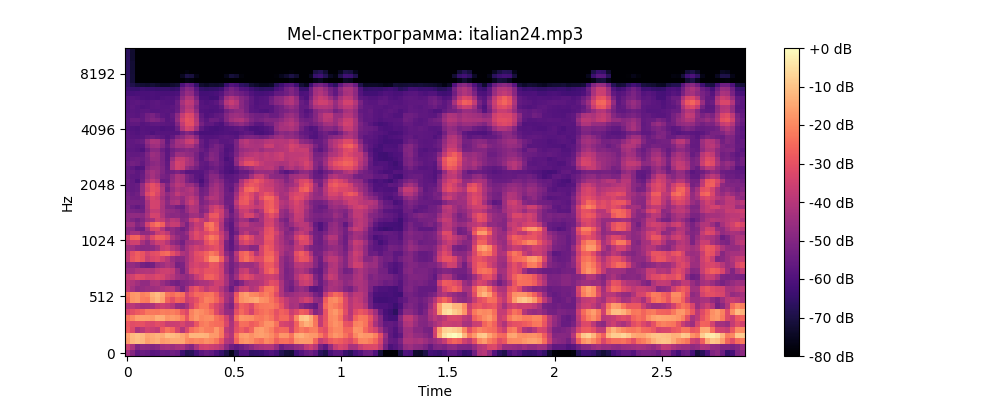 Mel-спектрограмма: italian24.mp3
Hz
8192
4096
2048
1024
512
0
0
0.5
1
1.5
2
2.5
Time
+0 dB
-10 dB
-20 dB
-30 dB
-40 dB
-50 dB
-60 dB
-70 dB
-80 dB